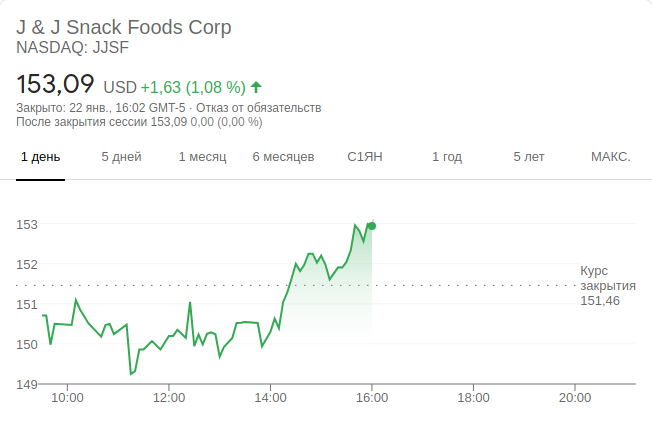 J & J Snack Foods Corp
NASDAQ: JJSF
153,09 USD +1,63 (1,08 %)
Закрыто: 22 янв., 16:02 GMT-5 · Отказ от обязательств
После закрытия сессии 153,09 0,00 (0,00 %)
1 день 5 дней 1 месяц 6 месяцев С1ЯН 1 год 5 лет МАКС.
153
152
Курс
закрытия
151,46
151
150
149
10:00 12:00 14:00 16:00 18:00 20:00